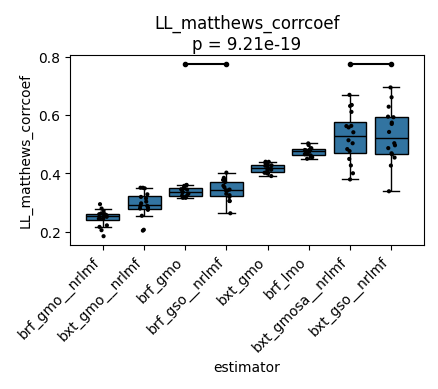 LL_matthews_corrcoef
p = 9.21e-19
LL_matthews_corrcoef
0.8
0.6
0.4
0.2
brf_gmo__nrlmf
bxt_gmo__nrlmf
brf_gmo
brf_gso__nrlmf
bxt_gmo
brf_lmo
bxt_gmosa__nrlmf
bxt_gso__nrlmf
estimator